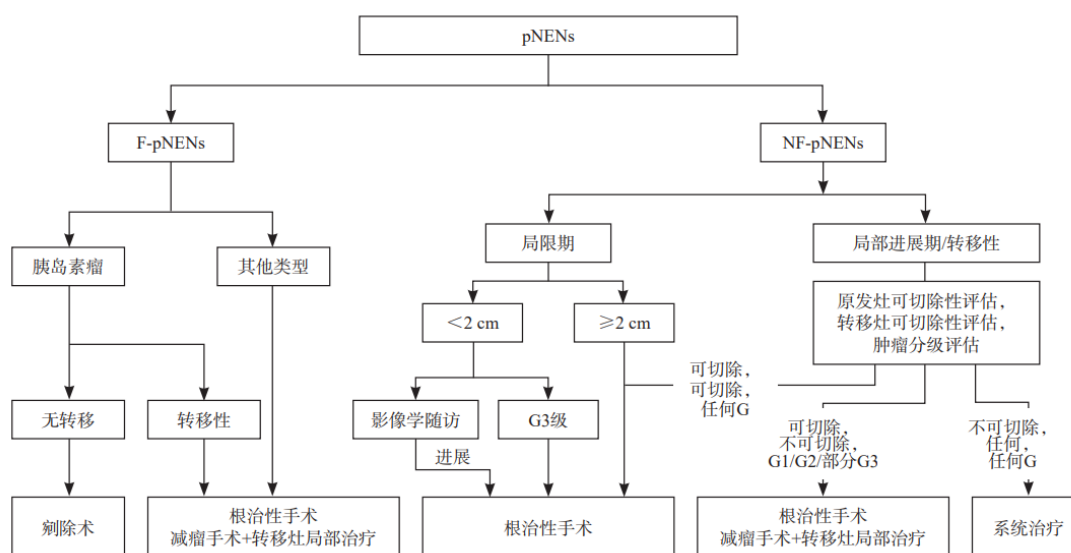 pNENs
F-pNENs
NF-pNENs
胰岛素瘤
其他类型
局限期
局部进展期/转移性
<2 cm
≥2 cm
原发灶可切除性评估，
转移灶可切除性评估，
肿瘤分级评估
无转移
转移性
影像学随访
G3级
可切除，
可切除，
任何G
进展
可切除，
不可切除，
G1/G2/部分G3
不可切除，
任何，
任何G
剜除术
根治性手术
减瘤手术+转移灶局部治疗
根治性手术
根治性手术
减瘤手术+转移灶局部治疗
系统治疗